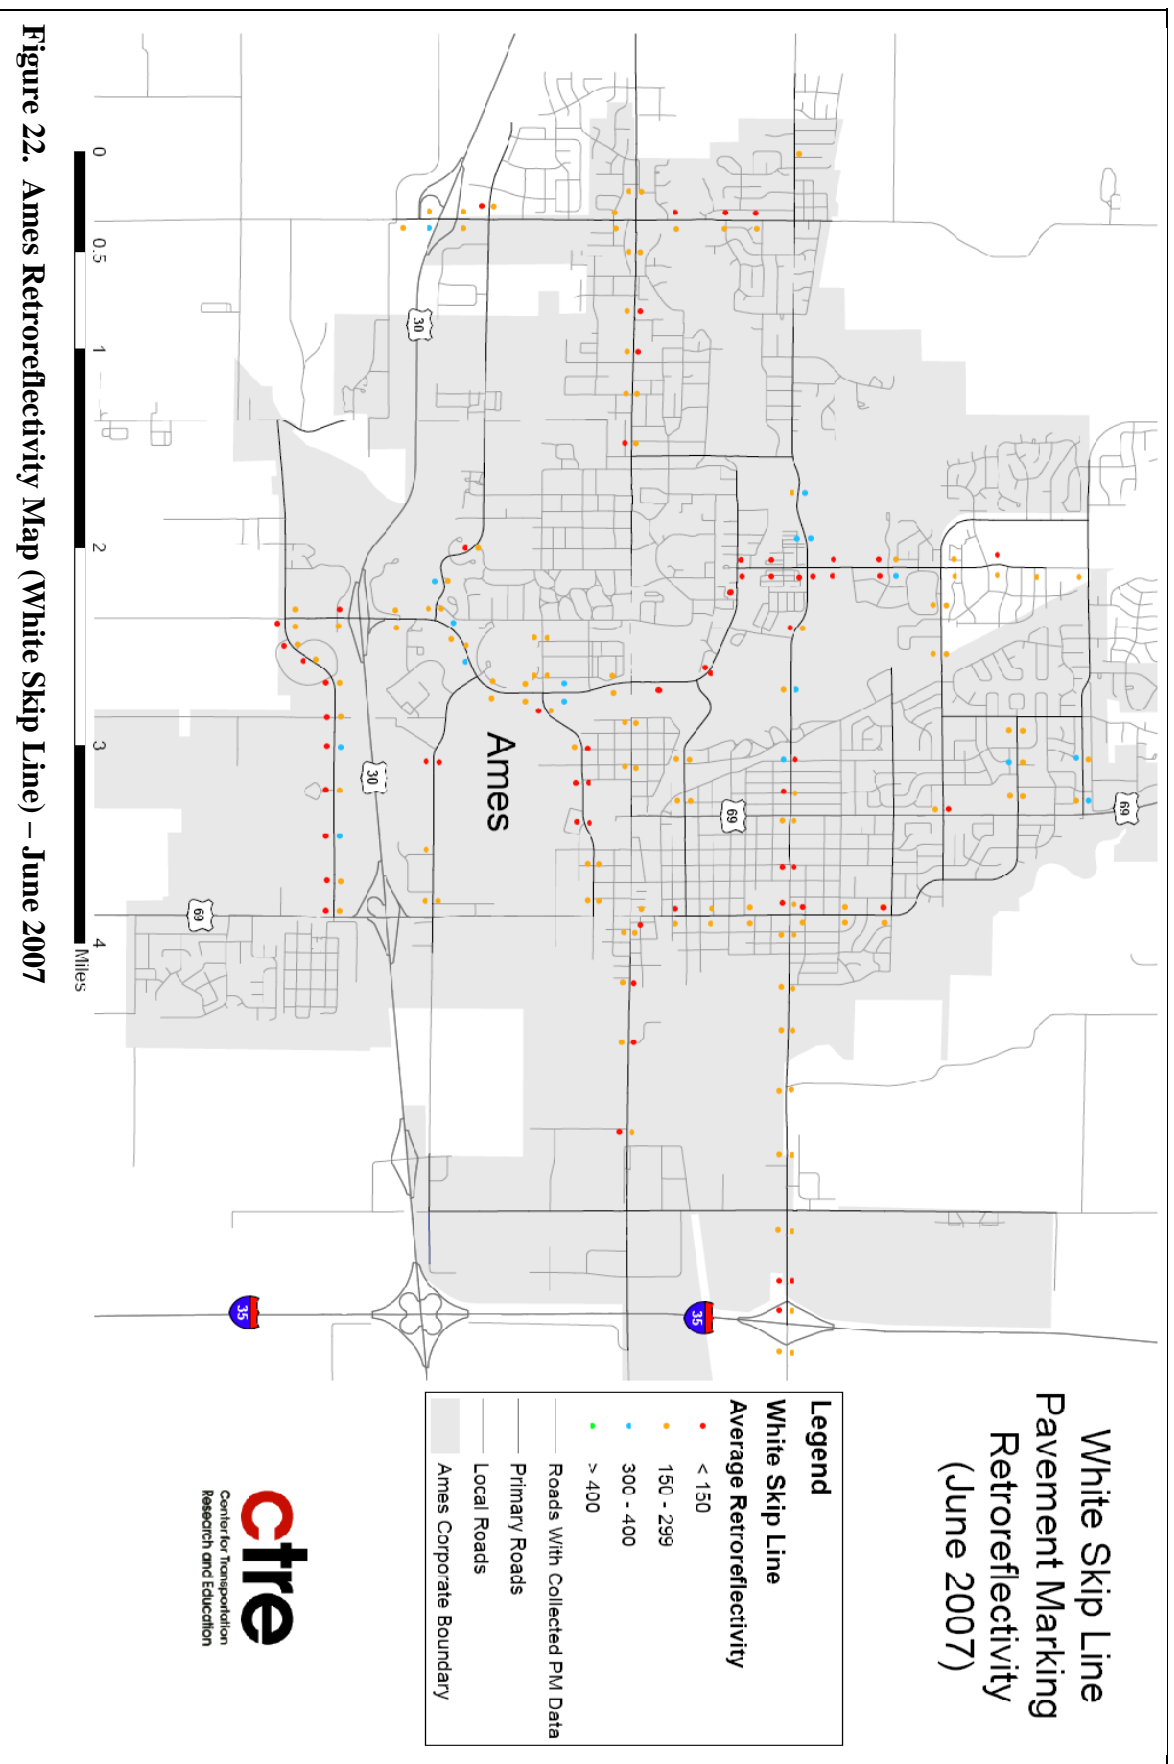 White Skip Line
Pavement Marking
Retroreflectivity
(June 2007)
69
69
30
30
69
35
35
Ames
Legend
White Skip Line
Average Retroreflectivity
< 150
150 - 299
300 - 400
> 400
Roads With Collected PM Data
Primary Roads
Local Roads
Ames Corporate Boundary
ctre
Center for Transportation
Research and Education
0 0.5 1 2 3 4
Miles
Figure 22. Ames Retroreflectivity Map (White Skip Line) – June 2007